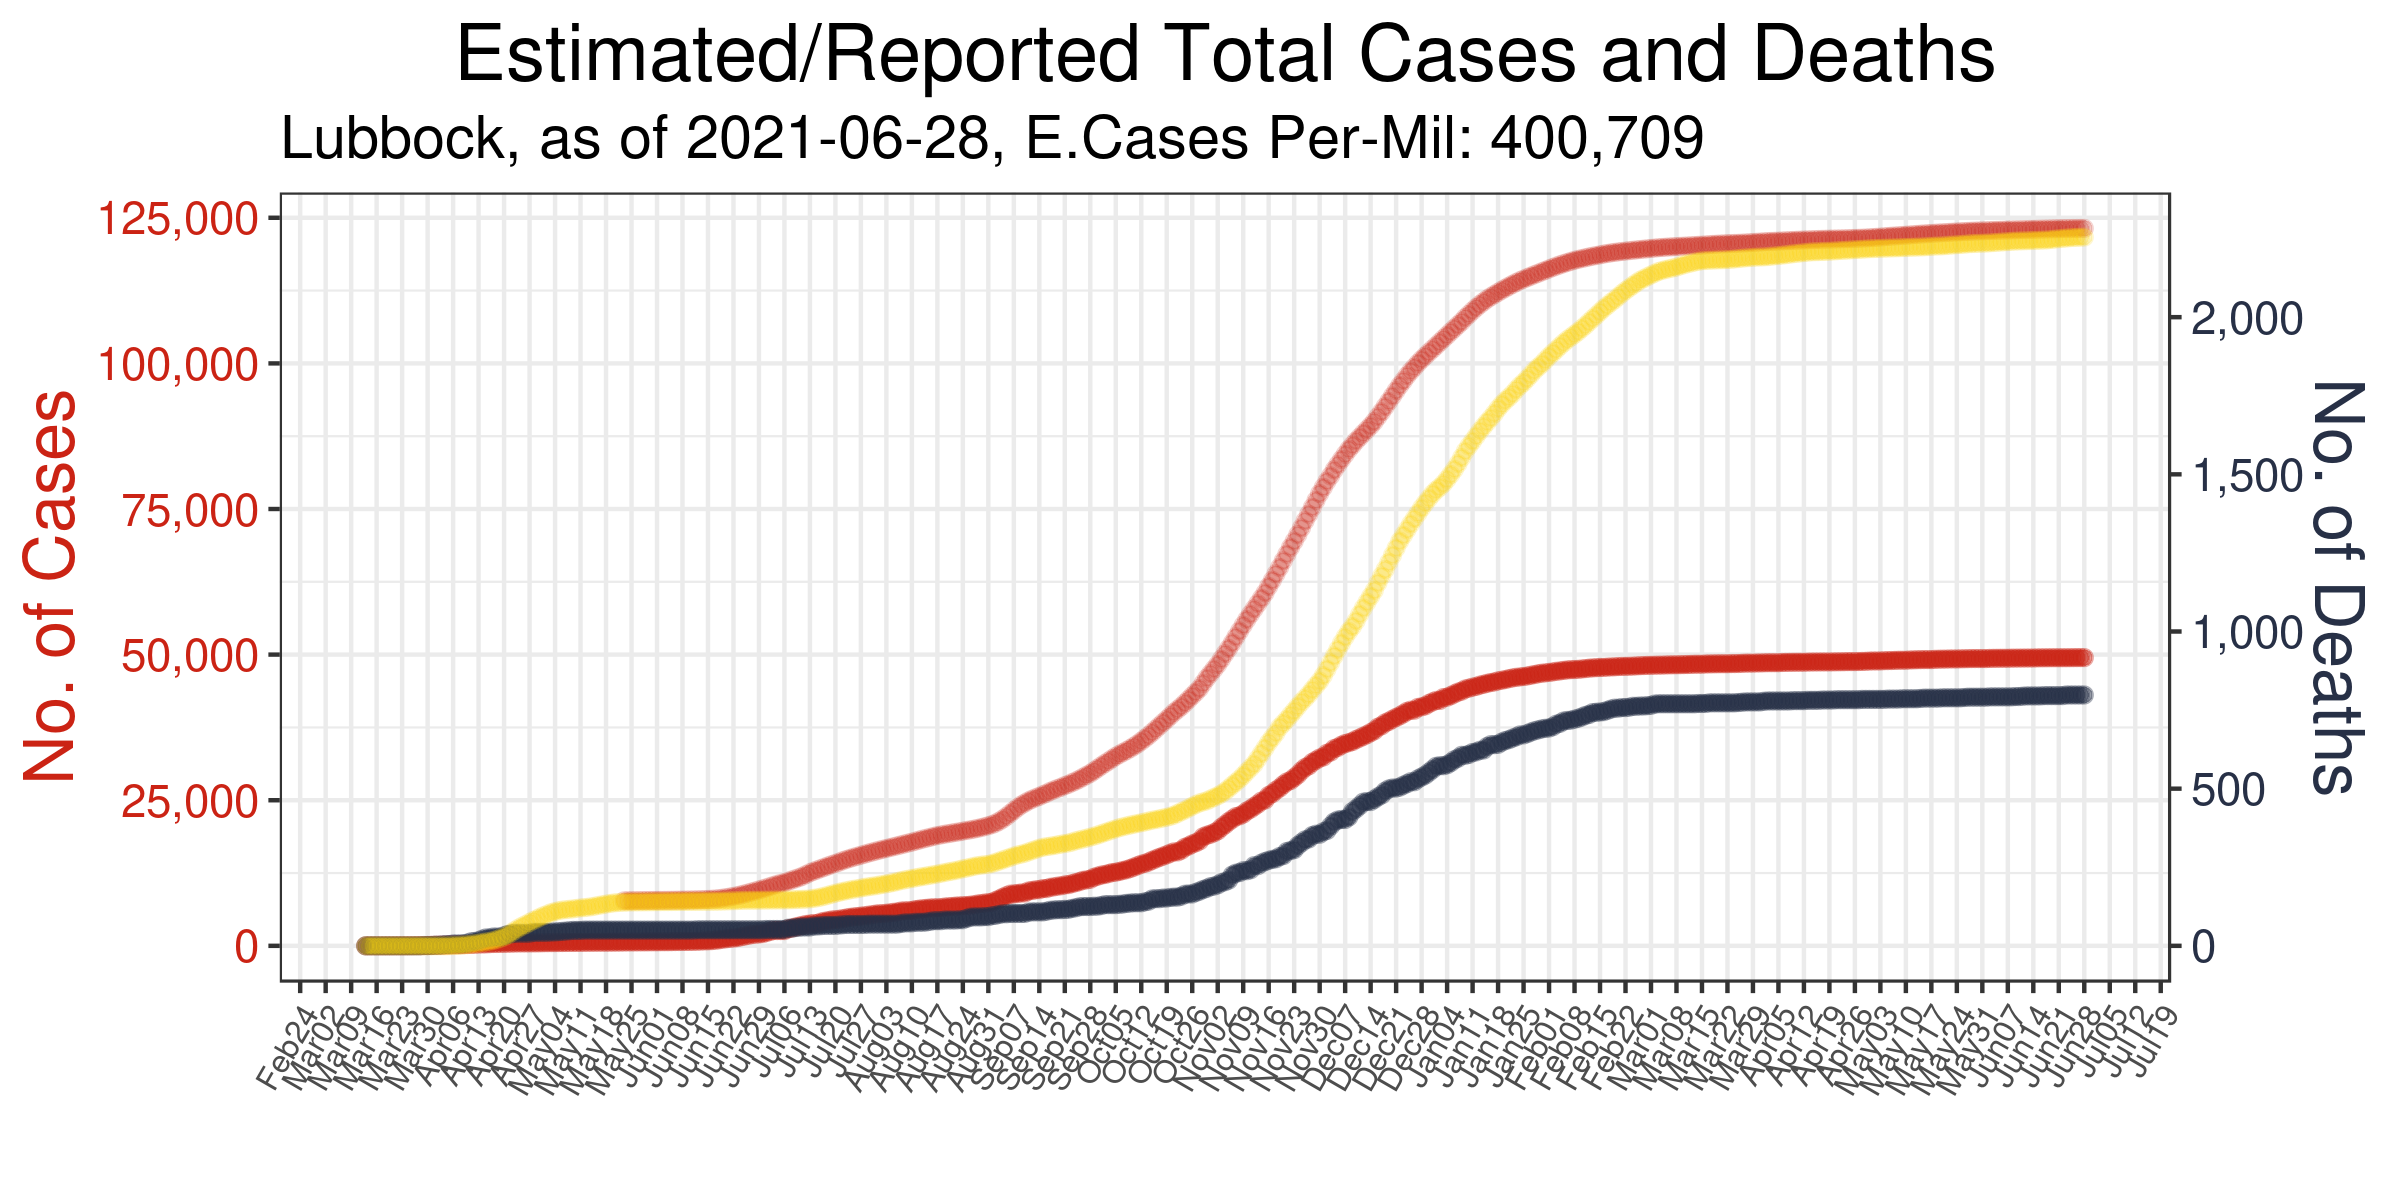 Estimated/Reported Total Cases and Deaths
Lubbock, as of 2021-06-28, E.Cases Per-Mil: 400,709
No. of Cases
125,000
100,000
75,000
50,000
25,000
0
No. of Deaths
2,000
1,500
1,000
500
0
Feb24
Mar02
Mar09
Mar16
Mar23
Mar30
Apr06
Apr13
Apr20
Apr27
May04
May11
May18
May25
Jun01
Jun08
Jun15
Jun22
Jun29
Jul06
Jul13
Jul20
Jul27
Aug03
Aug10
Aug17
Aug24
Aug31
Sep07
Sep14
Sep21
Sep28
Oct05
Oct12
Oct19
Oct26
Nov02
Nov09
Nov16
Nov23
Nov30
Dec07
Dec14
Dec21
Dec28
Jan04
Jan11
Jan18
Jan25
Feb01
Feb08
Feb15
Feb22
Mar01
Mar08
Mar15
Mar22
Mar29
Apr05
Apr12
Apr19
Apr26
May03
May10
May17
May24
May31
Jun07
Jun14
Jun21
Jun28
Jul05
Jul12
Jul19